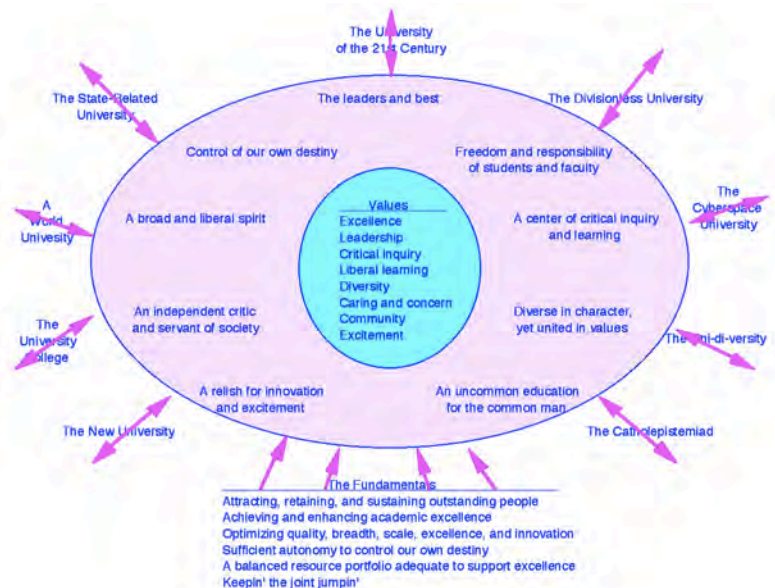 The University
of the 21st Century
The State-Related
University
The Divisionless University
The leaders and best
Control of our own destiny
Freedom and responsibility
of students and faculty
A
World
Univesity
A broad and liberal spirit
Values
Excellence
Leadership
Critical inquiry
Liberal learning
Diversity
Caring and concern
Community
Excitement
A center of critical inquiry
and learning
The
Cyberspace
University
The
University
College
An independent critic
and servant of society
Diverse in character,
yet united in values
The Uni-di-versity
A relish for innovation
and excitement
An uncommon education
for the common man
The New University
The Catholepistemiad
The Fundamentals
Attracting, retaining, and sustaining outstanding people
Achieving and enhancing academic excellence
Optimizing quality, breadth, scale, excellence, and innovation
Sufficient autonomy to control our own destiny
A balanced resource portfolio adequate to support excellence
Keepin' the joint jumpin'